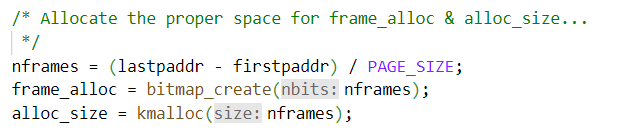 /* Allocate the proper space for frame_alloc & alloc_size...
*/
nframes = (lastpaddr - firstpaddr) / PAGE_SIZE;
frame_alloc = bitmap_create(nbits: nframes);
alloc_size = kmalloc(size: nframes);